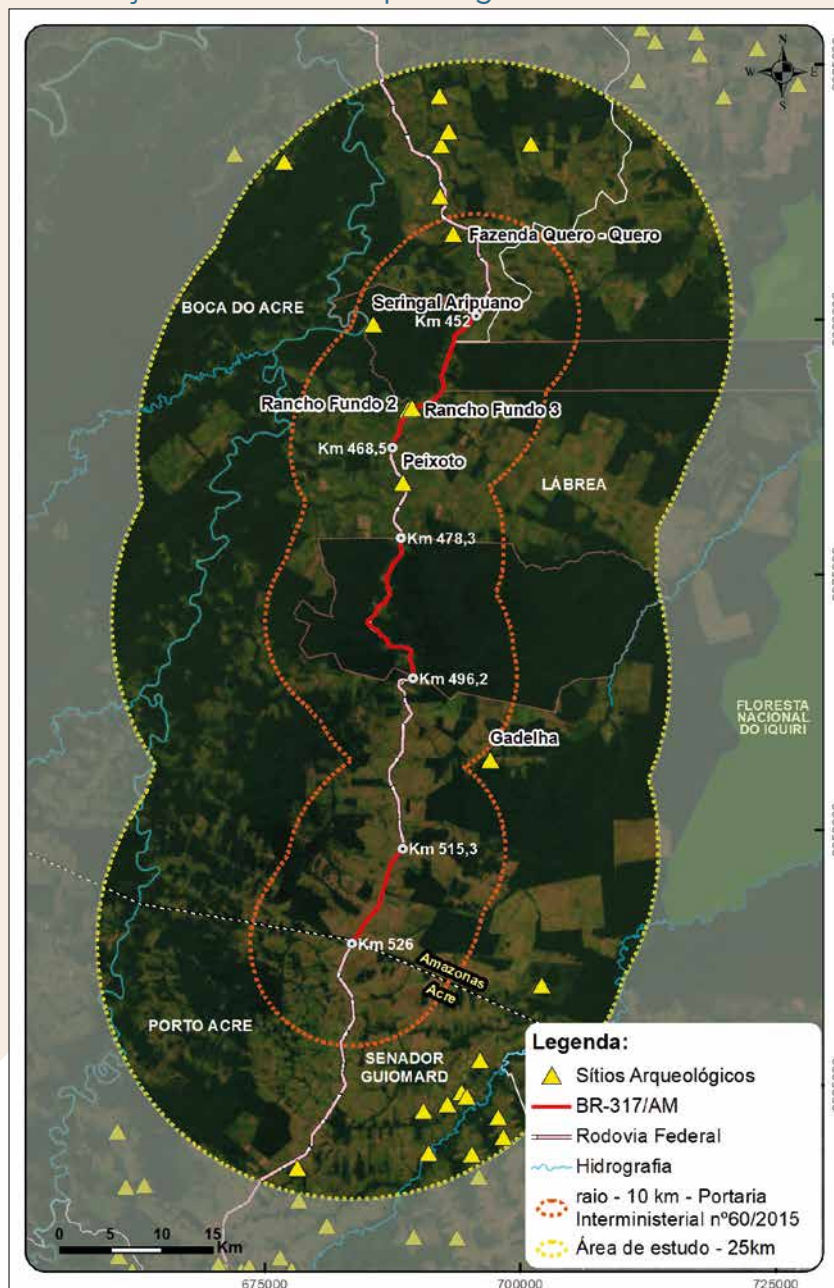 N
W
E
S
Fazenda Quero - Quero
Seringal Aripuano
BOCA DO ACRE
Km 452
Rancho Fundo 2
Rancho Fundo 3
Km 468,5
Peixoto
LÁBREA
Km 478,3
Km 496,2
FLORESTA
NACIONAL
DO IQUIRI
Gadelha
Km 515,3
Km 526
Amazonas
Acre
PORTO ACRE
SENADOR
GUIOMARD
Legenda:
Sítios Arqueológicos
BR-317/AM
Rodovia Federal
Hidrografia
raio - 10 km - Portaria
Interministerial nº60/2015
Área de estudo - 25km
0 5 10 15
Km
675000 700000 725000